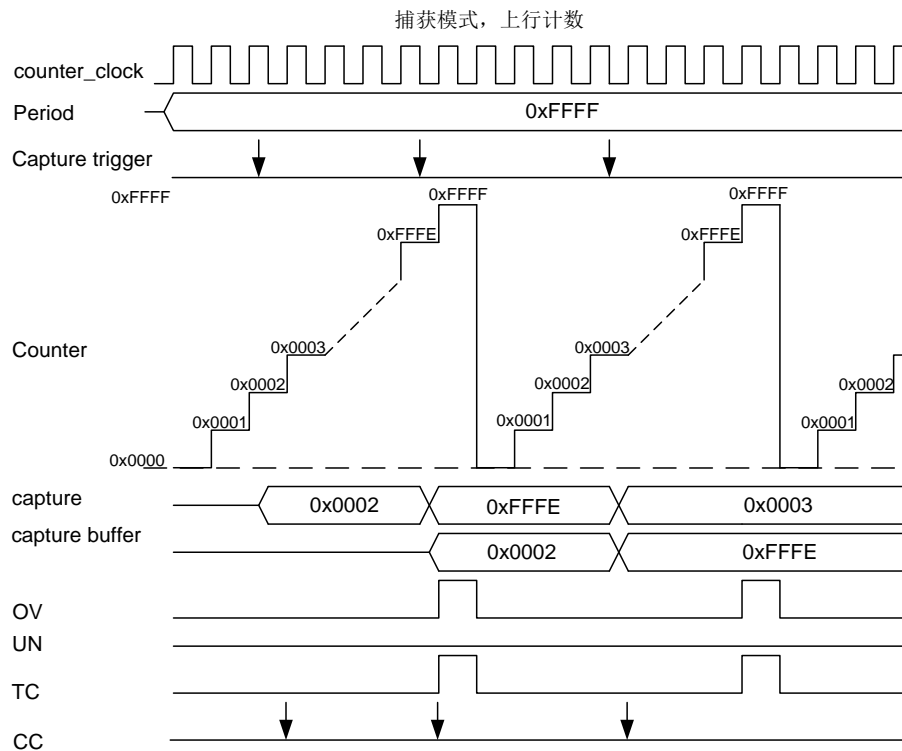 捕获模式，上行计数
counter_clock
Period
0xFFFF
Capture trigger
0xFFFF
0xFFFF
0xFFFF
0xFFFE
0xFFFE
Counter
0x0003
0x0003
0x0002
0x0002
0x0002
0x0001
0x0001
0x0001
0x0000
capture
0x0002
0xFFFE
0x0003
capture buffer
0x0002
0xFFFE
OV
UN
TC
CC